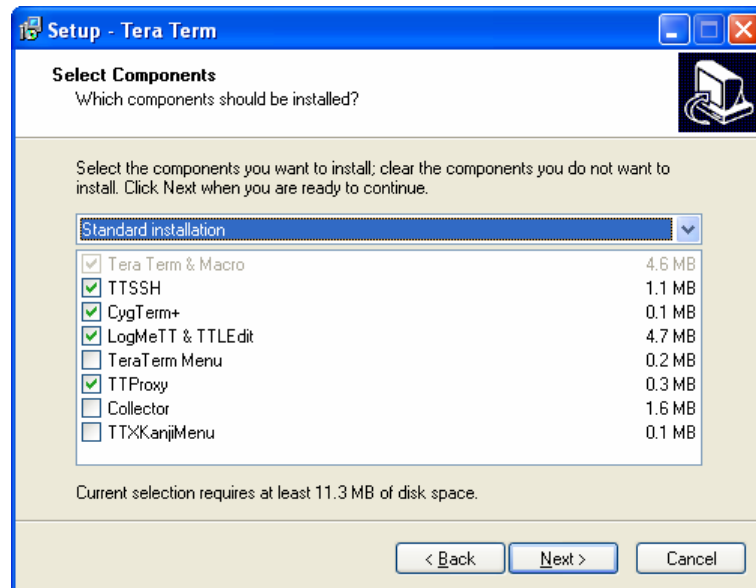 Setup - Tera Term
Select Components
Which components should be installed?
Select the components you want to install; clear the components you do not want to
install. Click Next when you are ready to continue.
Standard installation
Tera Term & Macro 4.6 MB
TTSSH 1.1 MB
CygTerm+ 0.1 MB
LogMeTT & TTLEdit 4.7 MB
TeraTerm Menu 0.2 MB
TTProxy 0.3 MB
Collector 1.6 MB
TTXKanjiMenu 0.1 MB
Current selection requires at least 11.3 MB of disk space.
< Back Next > Cancel